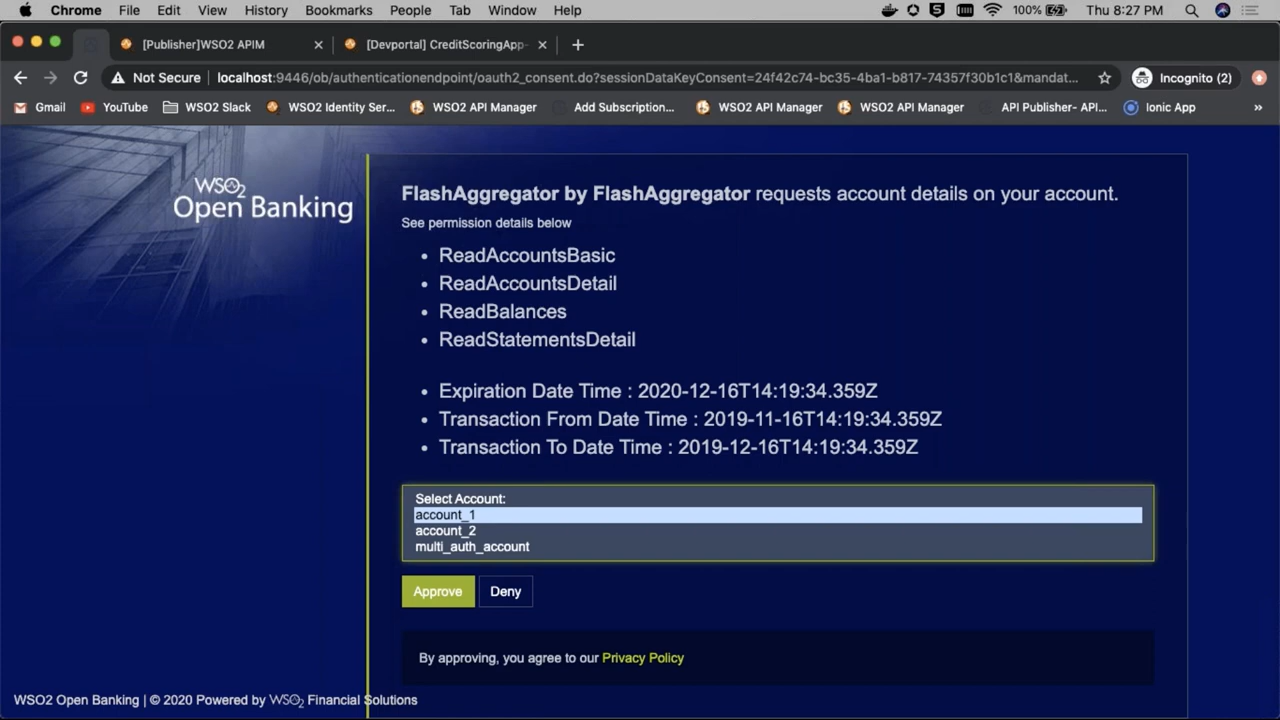 Chrome File Edit View History Bookmarks People Tab Window Help 100% Thu 8:27 PM
[Publisher]WSO2 APIM [Devportal] CreditScoringApp-
Not Secure localhost:9446/ob/authenticationendpoint/oauth2_consent.do?sessionDataKeyConsent=24f42c74-bc35-4ba1-b817-74357f30b1c1&mandat... Incognito (2)
Gmail YouTube WSO2 Slack WSO2 Identity Ser... WSO2 API Manager Add Subscription... WSO2 API Manager WSO2 API Manager API Publisher- API... Ionic App »
WSO2
Open Banking
FlashAggregator by FlashAggregator requests account details on your account.
See permission details below
• ReadAccountsBasic
• ReadAccountsDetail
• ReadBalances
• ReadStatementsDetail
• Expiration Date Time : 2020-12-16T14:19:34.359Z
• Transaction From Date Time : 2019-11-16T14:19:34.359Z
• Transaction To Date Time : 2019-12-16T14:19:34.359Z
Select Account:
account_1
account_2
multi_auth_account
Approve Deny
By approving, you agree to our Privacy Policy
WSO2 Open Banking | © 2020 Powered by WSO2 Financial Solutions